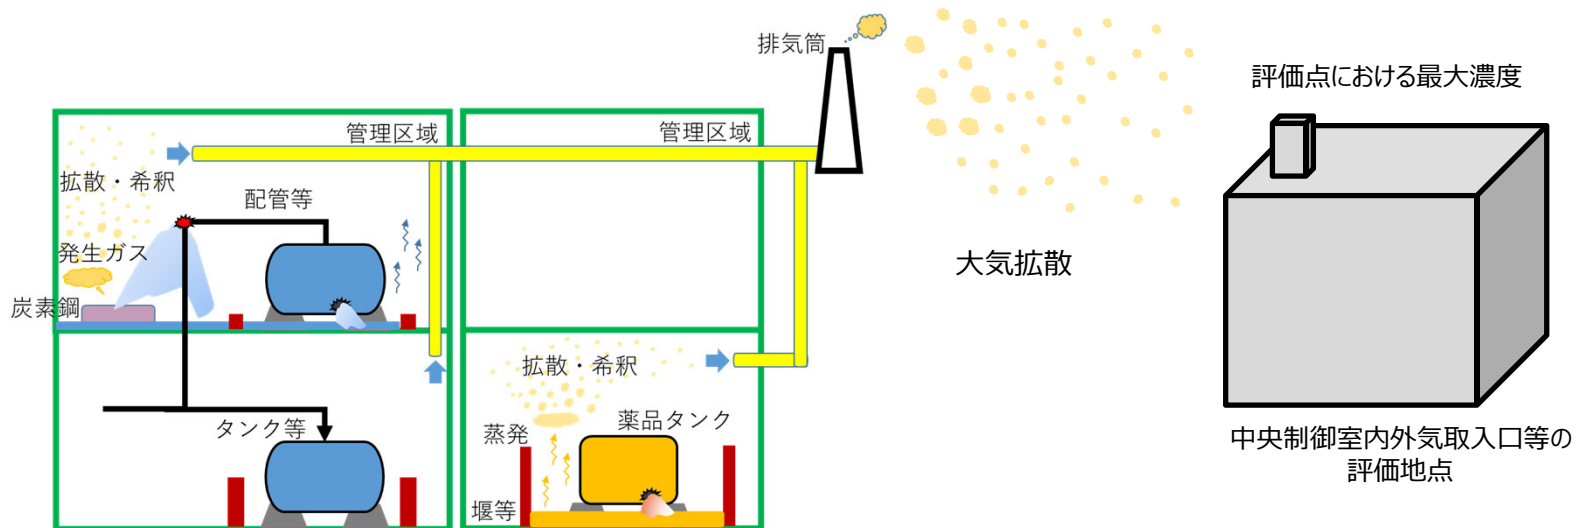 排気筒
評価点における最大濃度
管理区域
管理区域
拡散・希釈
配管等
発生ガス
大気拡散
炭素鋼
拡散・希釈
タンク等
蒸発
薬品タンク
堰等
中央制御室内外気取入口等の
評価地点